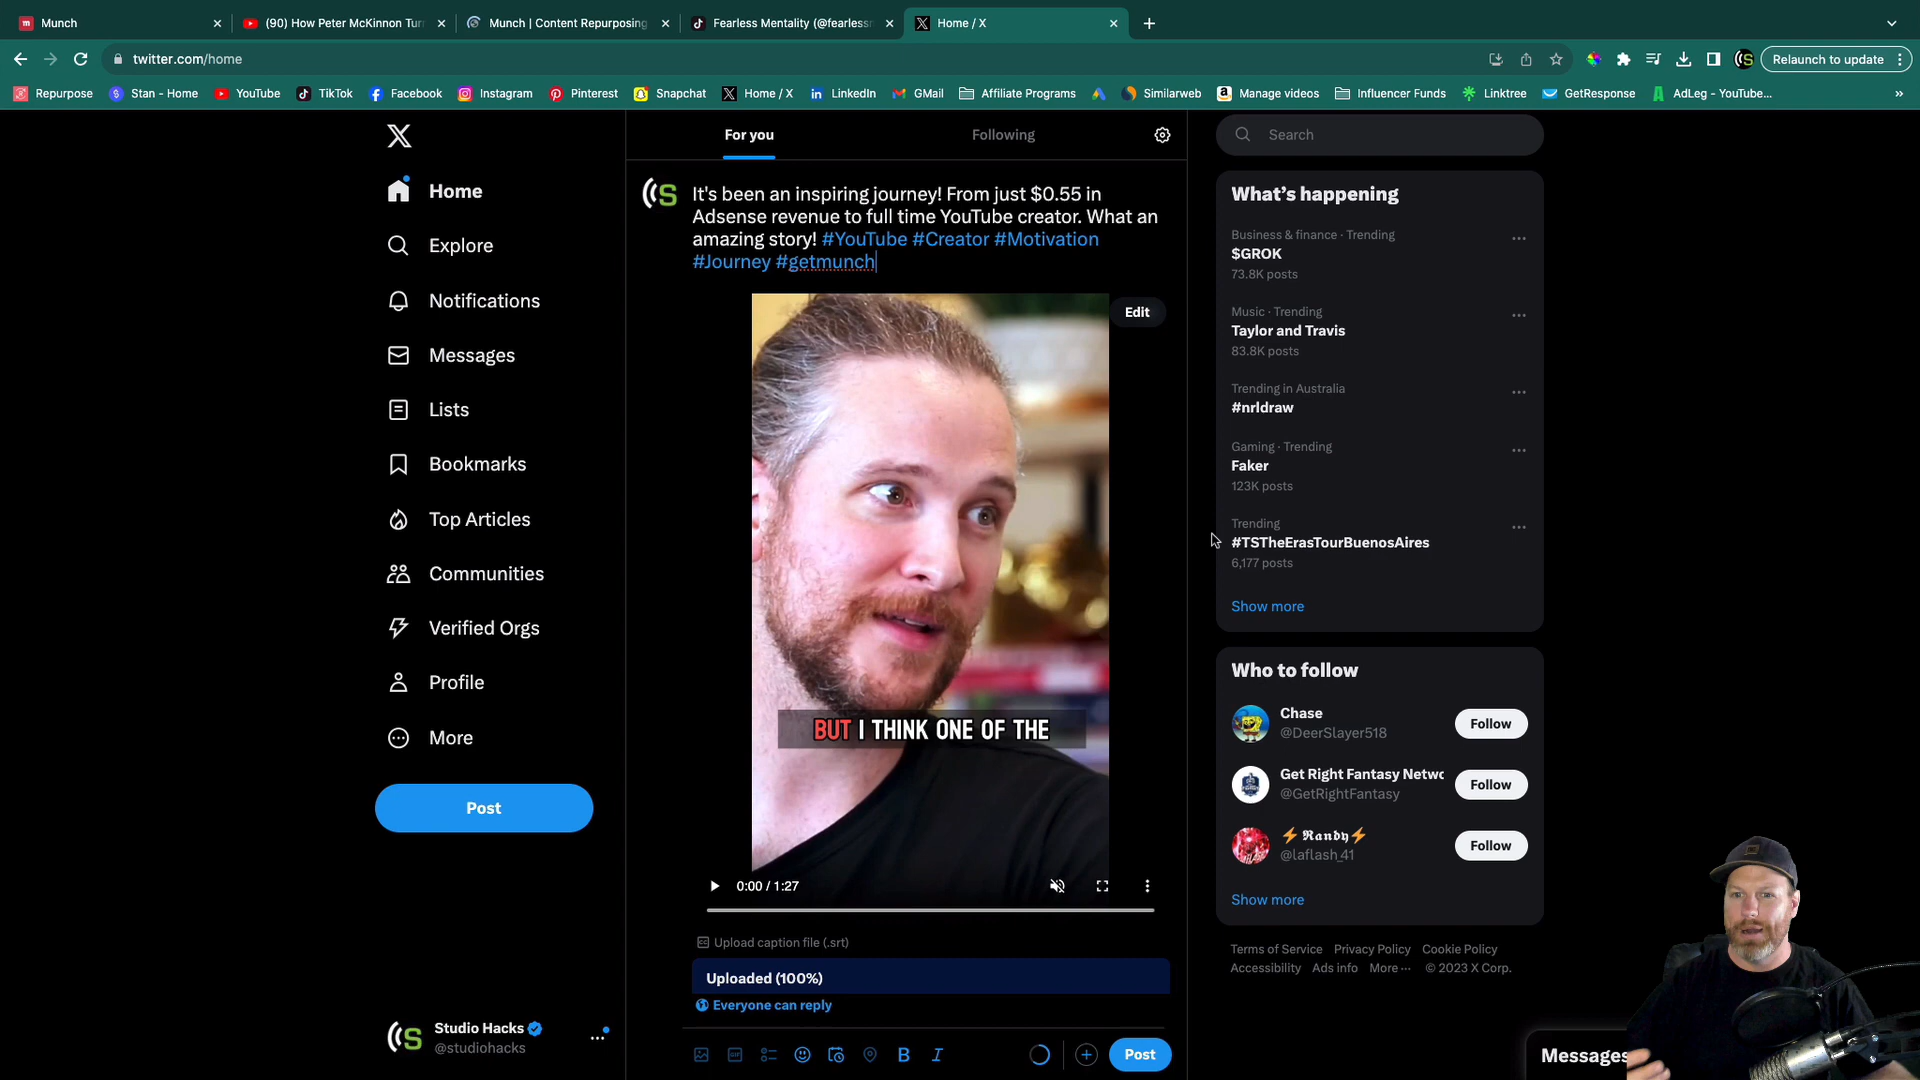 Munch
(90) How Peter McKinnon Tur
Munch | Content Repurposing
Fearless Mentality (@fearless
Home / X
twitter.com/home
Relaunch to update
Repurpose
Stan - Home
YouTube
TikTok
Facebook
Instagram
Pinterest
Snapchat
Home / X
LinkedIn
GMail
Affiliate Programs
Similarweb
Manage videos
Influencer Funds
Linktree
GetResponse
AdLeg - YouTube...
Home
Explore
Notifications
Messages
Lists
Bookmarks
Top Articles
Communities
Verified Orgs
Profile
More
Post
Studio Hacks
@studiohacks
For you
Following
It's been an inspiring journey! From just $0.55 in
Adsense revenue to full time YouTube creator. What an
amazing story! #YouTube #Creator #Motivation
#Journey #getmunch
Edit
BUT I THINK ONE OF THE
0:00 / 1:27
Upload caption file (.srt)
Uploaded (100%)
Everyone can reply
GIF
B
I
Post
Search
What's happening
Business & finance · Trending
$GROK
73.8K posts
Music · Trending
Taylor and Travis
83.8K posts
Trending in Australia
#nrldraw
Gaming · Trending
Faker
123K posts
Trending
#TSTheErasTourBuenosAires
6,177 posts
Show more
Who to follow
Chase
@DeerSlayer518
Follow
Get Right Fantasy Netwo
@GetRightFantasy
Follow
⚡ Randy⚡
@laflash_41
Follow
Show more
Terms of Service Privacy Policy Cookie Policy
Accessibility Ads info More ··· © 2023 X Corp.
Messages